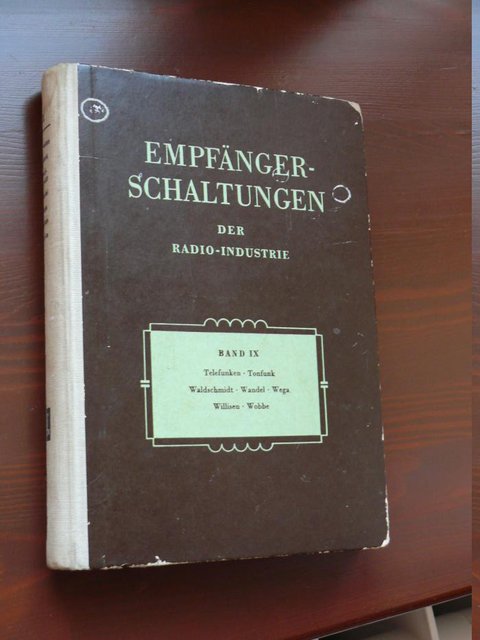 EMPFÄNGER-
SCHALTUNGEN
DER
RADIO-INDUSTRIE
BAND IX
Telefunken · Tonfunk
Waldschmidt · Wandel · Wega
Willisen · Wobbe